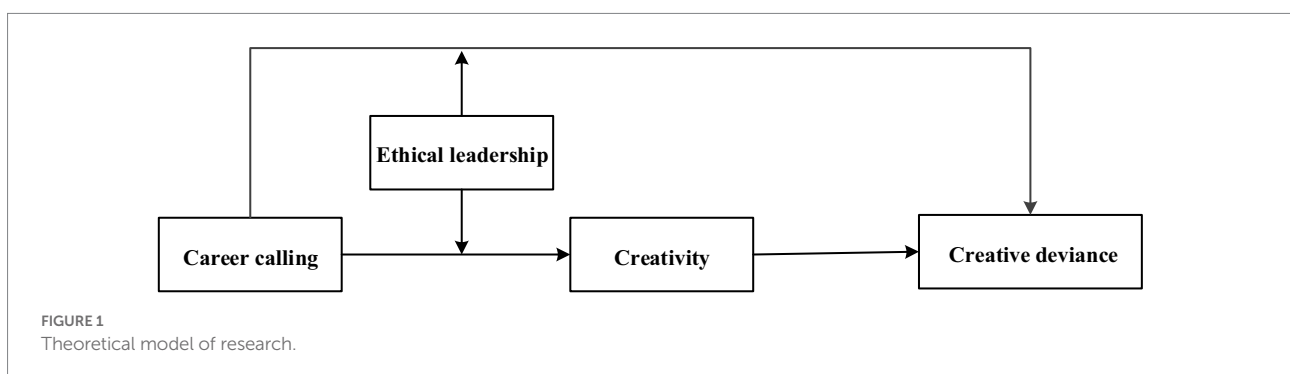 Ethical leadership
Career calling
Creativity
Creative deviance
FIGURE 1
Theoretical model of research.